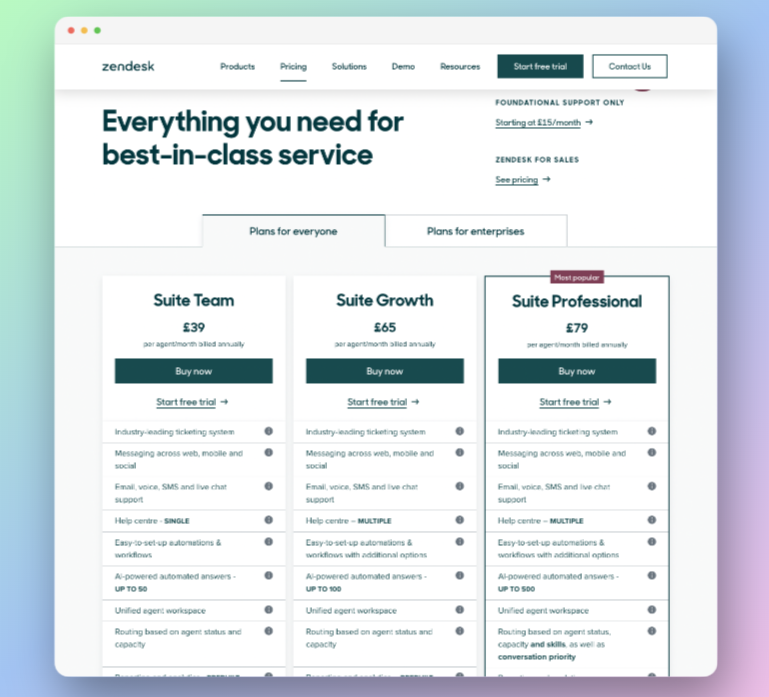 zendesk
Products
Pricing
Solutions
Demo
Resources
Start free trial
Contact Us
Everything you need for
best-in-class service
FOUNDATIONAL SUPPORT ONLY
Starting at £15/month →
ZENDESK FOR SALES
See pricing →
Plans for everyone
Plans for enterprises
Suite Team
£39
per agent/month billed annually
Buy now
Start free trial →
Industry-leading ticketing system
Messaging across web, mobile and
social
Email, voice, SMS and live chat
support
Help centre - SINGLE
Easy-to-set-up automations &
workflows
AI-powered automated answers -
UP TO 50
Unified agent workspace
Routing based on agent status and
capacity
Suite Growth
£65
per agent/month billed annually
Buy now
Start free trial →
Industry-leading ticketing system
Messaging across web, mobile and
social
Email, voice, SMS and live chat
support
Help centre – MULTIPLE
Easy-to-set-up automations &
workflows with additional options
AI-powered automated answers -
UP TO 100
Unified agent workspace
Routing based on agent status and
capacity
Most popular
Suite Professional
£79
per agent/month billed annually
Buy now
Start free trial →
Industry-leading ticketing system
Messaging across web, mobile and
social
Email, voice, SMS and live chat
support
Help centre – MULTIPLE
Easy-to-set-up automations &
workflows with additional options
AI-powered automated answers -
UP TO 500
Unified agent workspace
Routing based on agent status,
capacity and skills, as well as
conversation priority